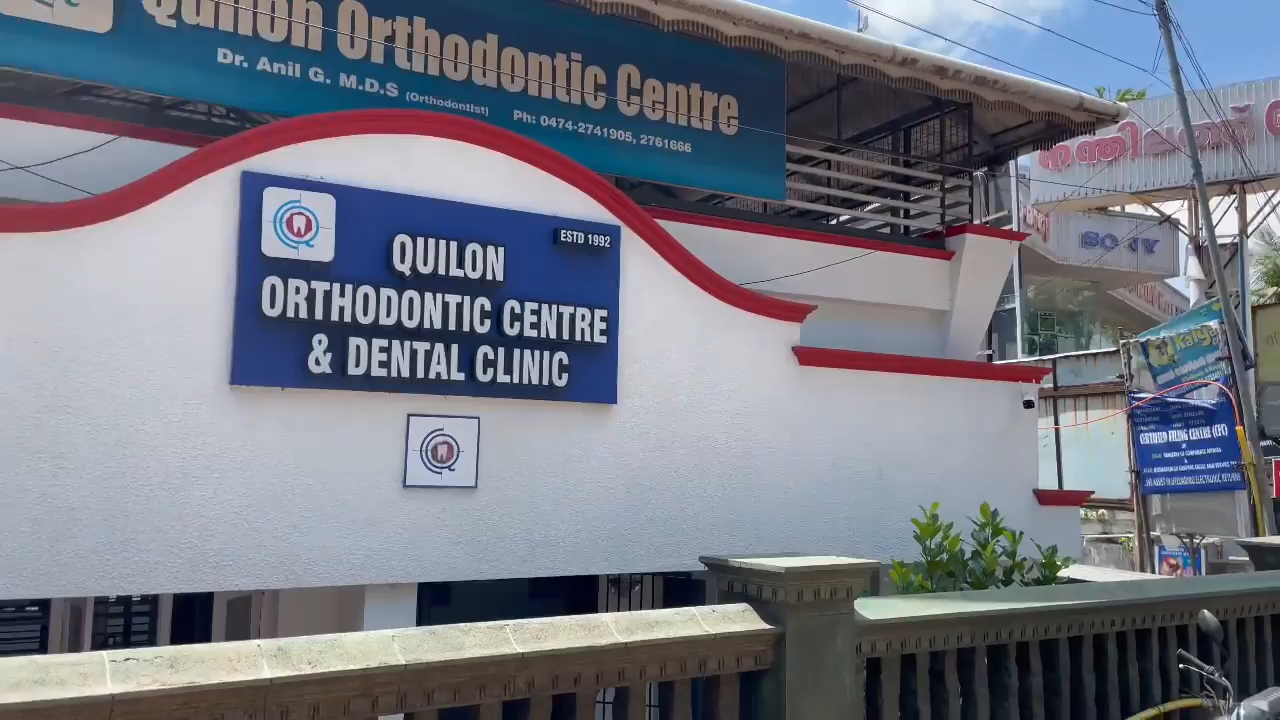 Quilon Orthodontic Centre
Dr. Anil G. M.D.S (Orthodontist) Ph: 0474-2741905, 2761666
ESTD 1992
QUILON
ORTHODONTIC CENTRE
& DENTAL CLINIC
SONY
CERTIFIED FILING CENTRE (CFC)